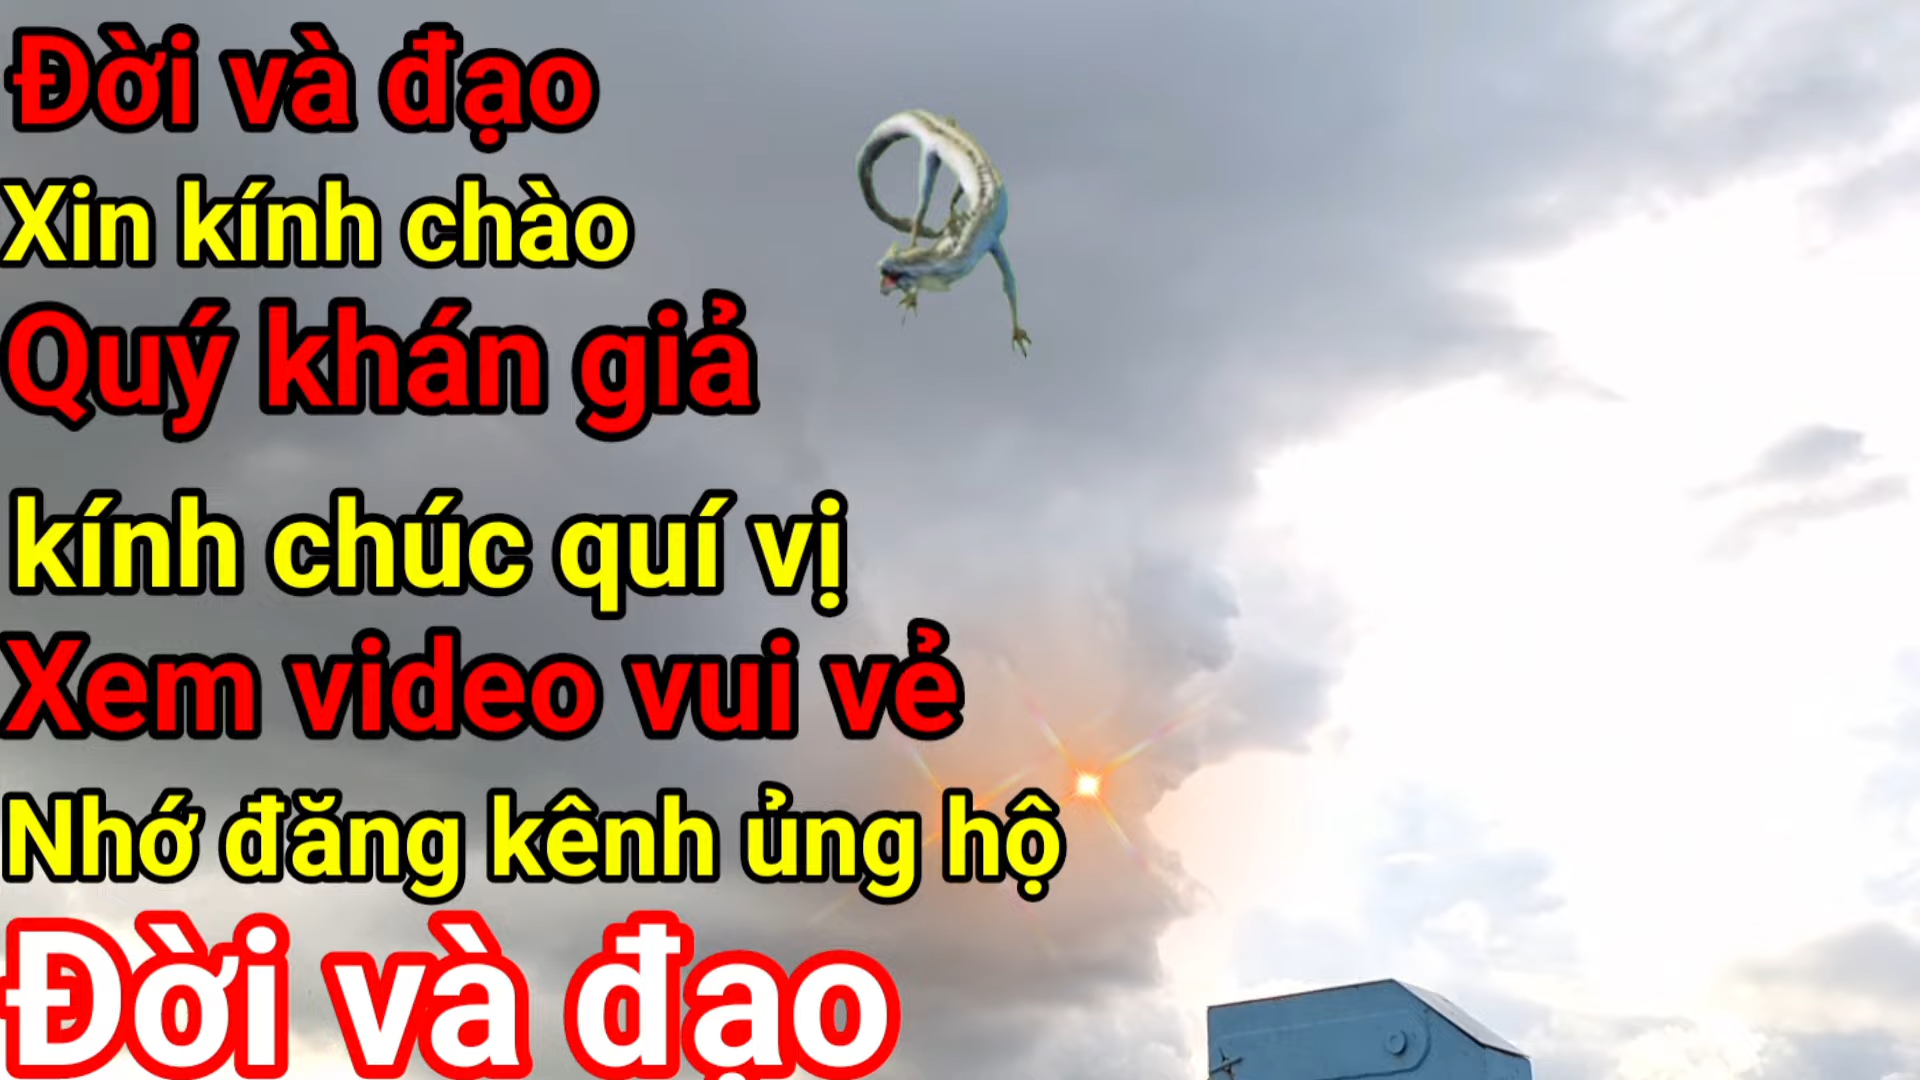 Đời và đạo
Xin kính chào
Quý khán giả
kính chúc quí vị
Xem video vui vẻ
Nhớ đăng kênh ủng hộ
Đời và đạo